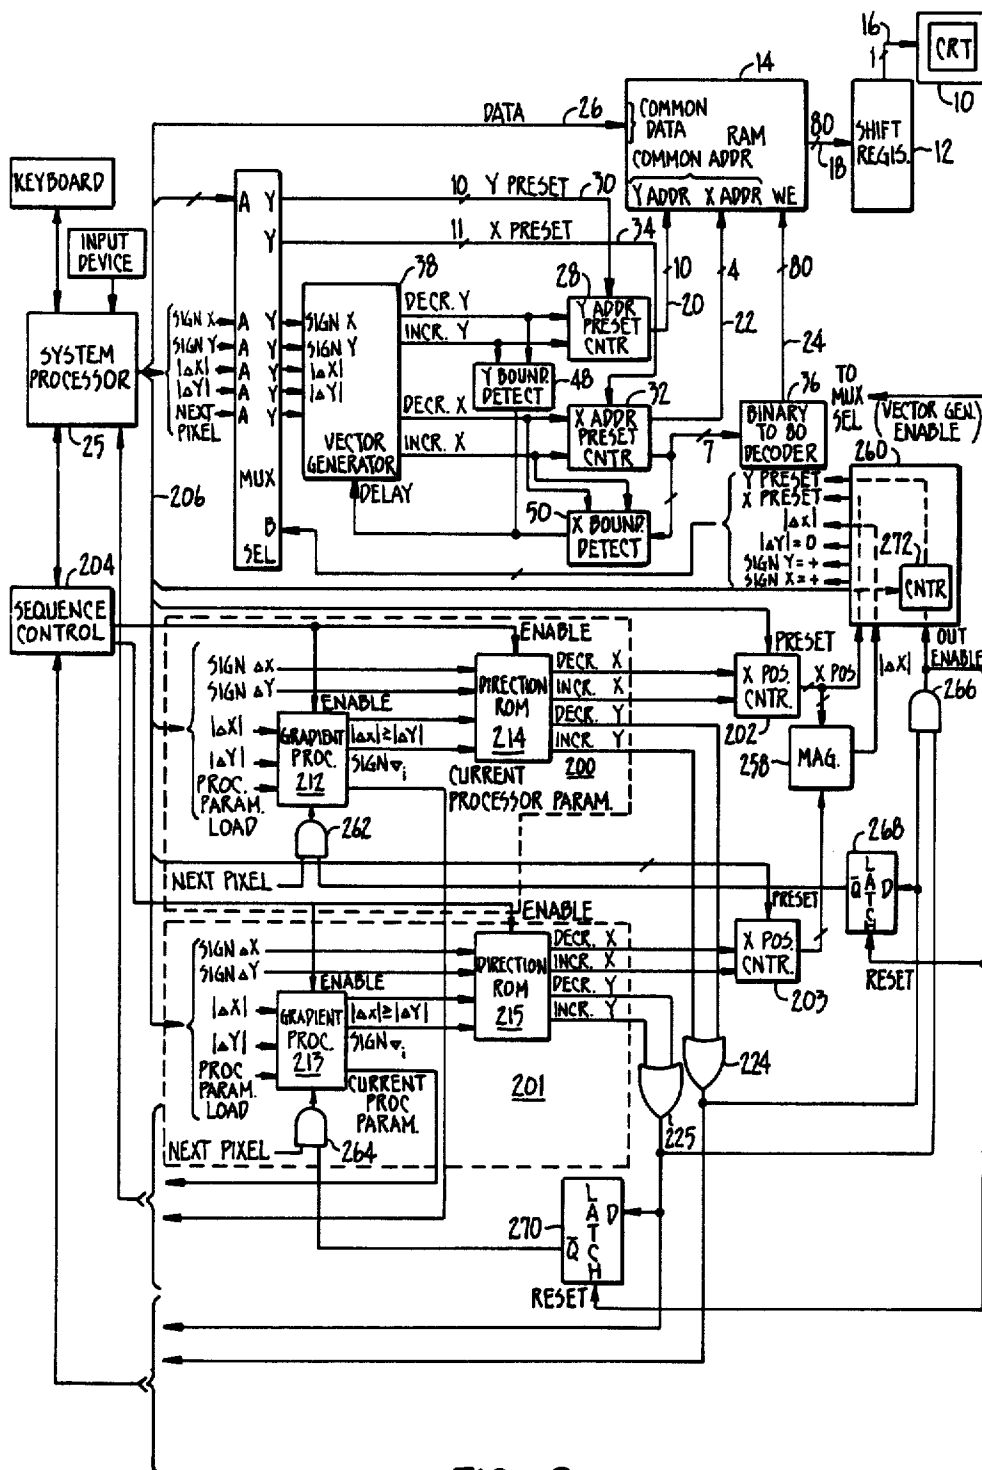 16
1
CRT
10
14
DATA
26
COMMON
DATA
RAM
COMMON ADDR
Y ADDR X ADDR WE
80
18
SHIFT
REGIS.
12
KEYBOARD
INPUT
DEVICE
SYSTEM
PROCESSOR
25
A Y
10 Y PRESET 30
Y
11 X PRESET
34
38
SIGN X A Y SIGN X
SIGN Y A Y SIGN Y
|ΔX| A Y |ΔX|
|ΔY| A Y |ΔY|
NEXT
PIXEL
A Y
VECTOR
GENERATOR
DELAY
MUX
B
SEL
DECR. Y
INCR. Y
DECR. X
INCR. X
28
Y ADDR
PRESET
CNTR
10
20
4
22
80
24
Y BOUND.
DETECT
48
32
X ADDR
PRESET
CNTR
7
36
BINARY
TO 80
DECODER
TO
MUX
SEL
(VECTOR GEN.
ENABLE)
50
X BOUND.
DETECT
260
Y PRESET
X PRESET
|ΔX|
|ΔY|=0
SIGN Y=+
SIGN X=+
272
CNTR
206
204
SEQUENCE
CONTROL
ENABLE
SIGN ΔX
SIGN ΔY
ENABLE
|ΔX|
|ΔY|
PROC.
PARAM.
LOAD
GRADIENT
PROC.
212
|ΔX|≥|ΔY|
SIGN ∇i
DIRECTION
ROM
214
DECR. X
INCR. X
DECR. Y
INCR. Y
200
CURRENT
PROCESSOR PARAM.
262
NEXT PIXEL
PRESET
X POS.
CNTR.
202
X POS
|ΔX|
OUT
ENABLE
266
258
MAG.
268
Q̅ D
LATCH
RESET
PRESET
X POS.
CNTR.
203
ENABLE
SIGN ΔX
SIGN ΔY
ENABLE
|ΔX|
|ΔY|
PROC
PARAM.
LOAD
GRADIENT
PROC.
213
|ΔX|≥|ΔY|
SIGN ∇i
CURRENT
PROC
PARAM.
DIRECTION
ROM
215
DECR. X
INCR. X
DECR. Y
INCR. Y
201
264
NEXT PIXEL
224
225
270
Q̅ D
LATCH
RESET